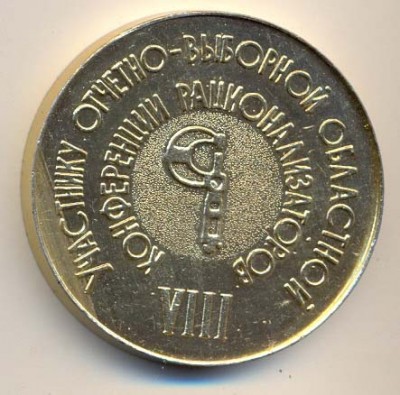 УЧАСТНИКУ ОТЧЕТНО-ВЫБОРНОЙ ОБЛАСТНОЙ
КОНФЕРЕНЦИИ РАЦИОНАЛИЗАТОРОВ
VIII